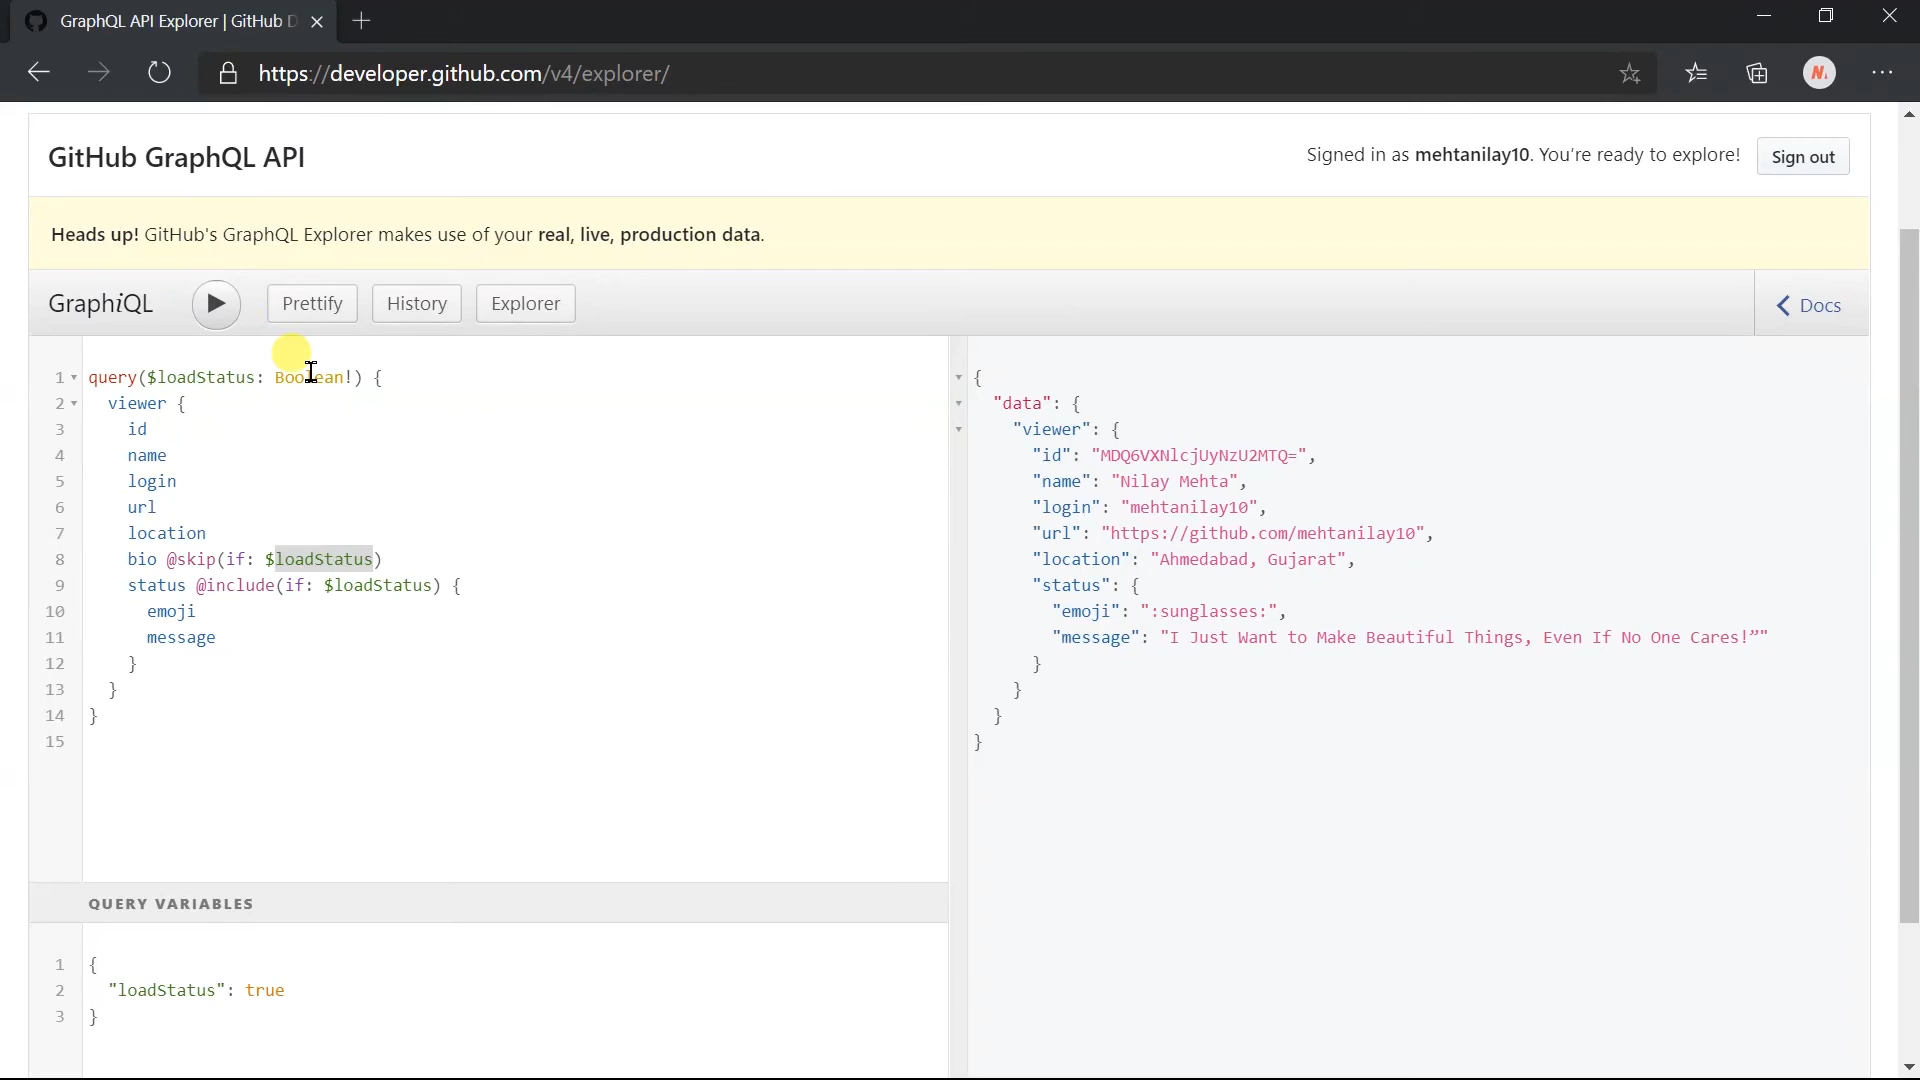 GraphQL API Explorer | GitHub D
https://developer.github.com/v4/explorer/
N.
GitHub GraphQL API
Signed in as mehtanilay10. You're ready to explore!
Sign out
Heads up! GitHub's GraphQL Explorer makes use of your real, live, production data.
GraphiQL
Prettify
History
Explorer
Docs
1 query($loadStatus: Boolean!) {
2 viewer {
3 id
4 name
5 login
6 url
7 location
8 bio @skip(if: $loadStatus)
9 status @include(if: $loadStatus) {
10 emoji
11 message
12 }
13 }
14 }
15
{
"data": {
"viewer": {
"id": "MDQ6VXNlcjUyNzU2MTQ=",
"name": "Nilay Mehta",
"login": "mehtanilay10",
"url": "https://github.com/mehtanilay10",
"location": "Ahmedabad, Gujarat",
"status": {
"emoji": ":sunglasses:",
"message": "I Just Want to Make Beautiful Things, Even If No One Cares!”"
}
}
}
}
QUERY VARIABLES
1 {
2 "loadStatus": true
3 }